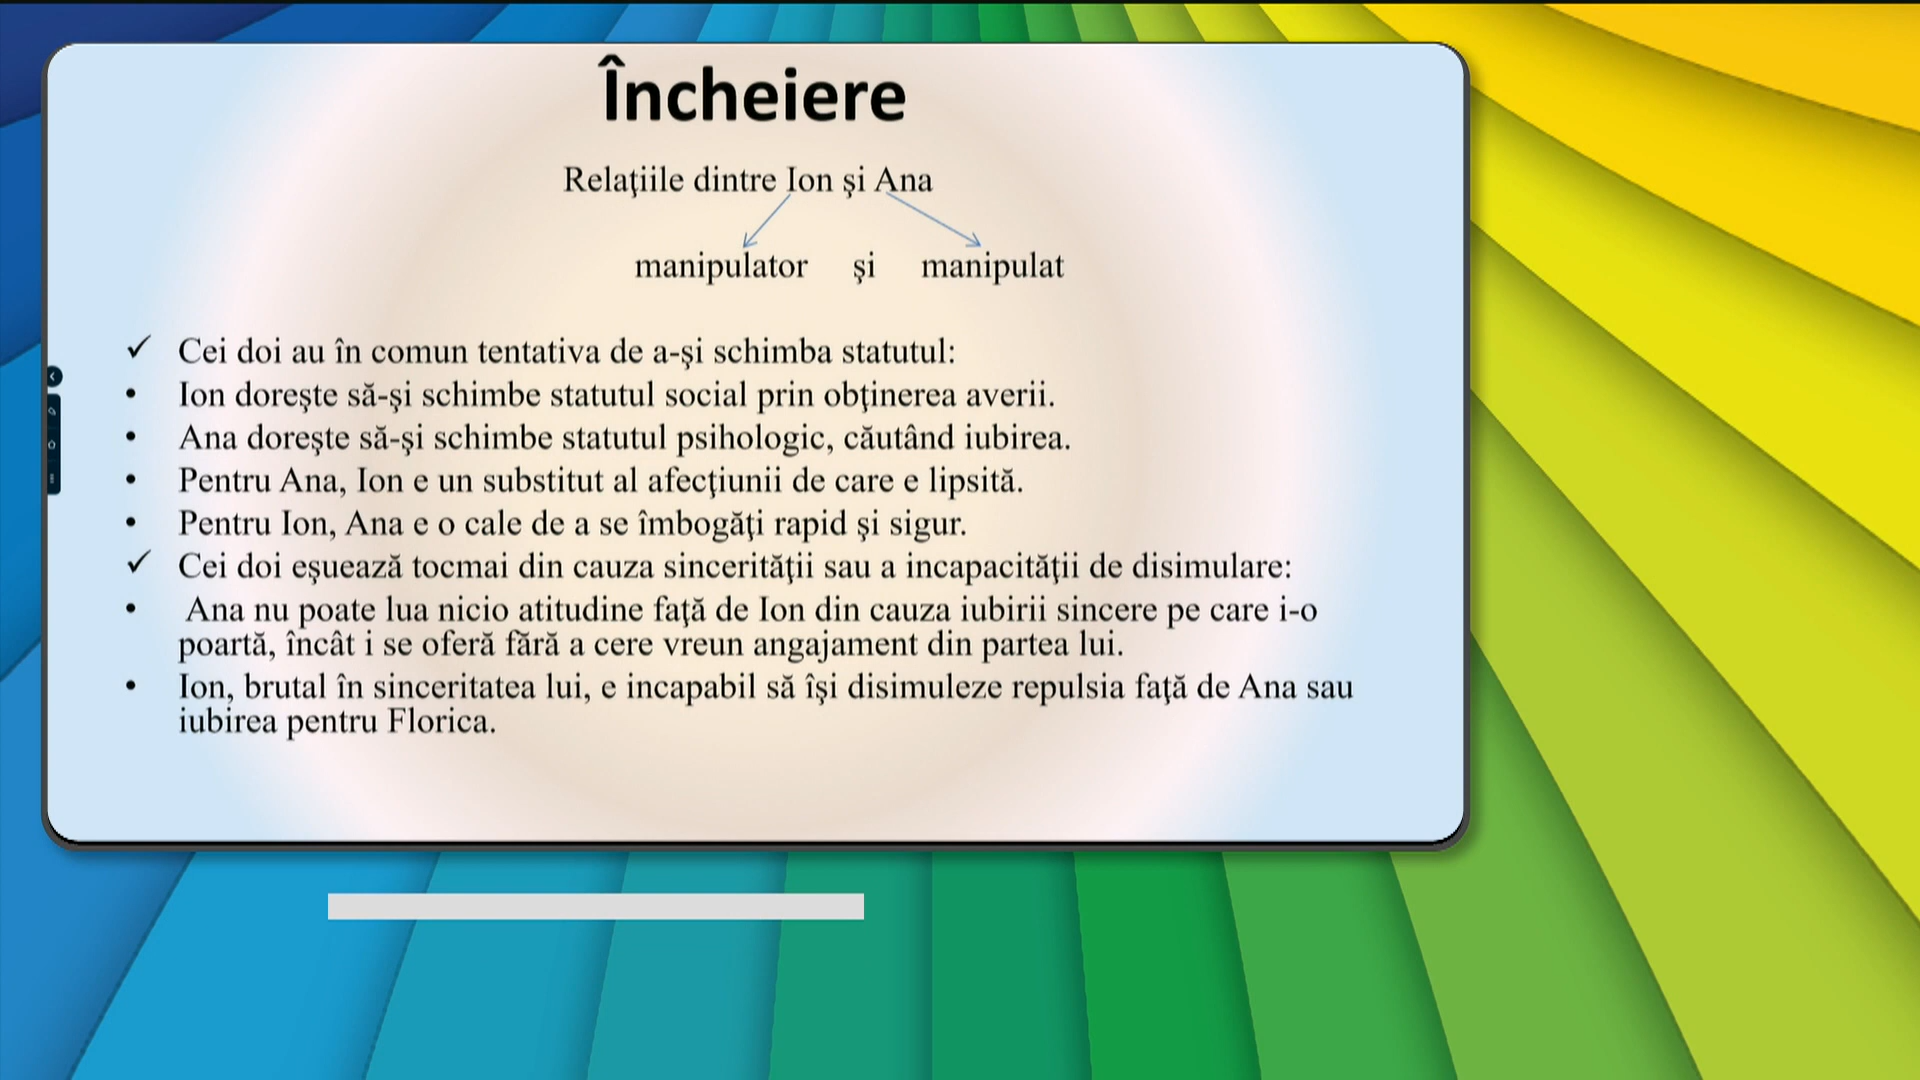 Încheiere
Relaţiile dintre Ion şi Ana
manipulator şi manipulat
✓ Cei doi au în comun tentativa de a-şi schimba statutul:
• Ion doreşte să-şi schimbe statutul social prin obţinerea averii.
• Ana doreşte să-şi schimbe statutul psihologic, căutând iubirea.
• Pentru Ana, Ion e un substitut al afecţiunii de care e lipsită.
• Pentru Ion, Ana e o cale de a se îmbogăţi rapid şi sigur.
✓ Cei doi eşuează tocmai din cauza sincerităţii sau a incapacităţii de disimulare:
• Ana nu poate lua nicio atitudine faţă de Ion din cauza iubirii sincere pe care i-o
poartă, încât i se oferă fără a cere vreun angajament din partea lui.
• Ion, brutal în sinceritatea lui, e incapabil să îşi disimuleze repulsia faţă de Ana sau
iubirea pentru Florica.